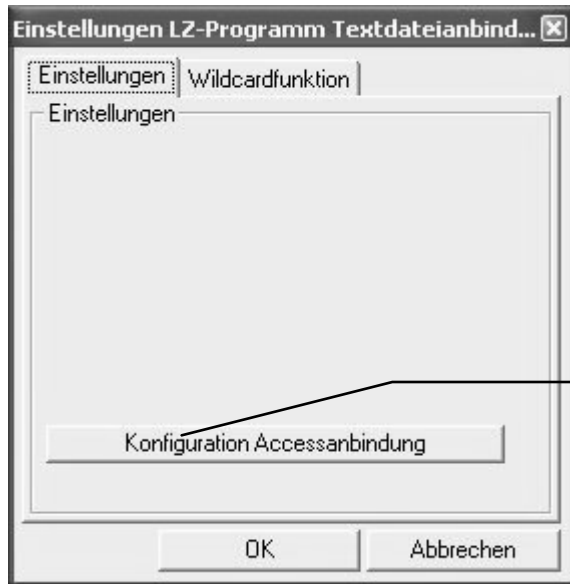 Einstellungen LZ-Programm Textdateianbind...
Einstellungen Wildcardfunktion
Einstellungen
Konfiguration Accessanbindung
OK Abbrechen